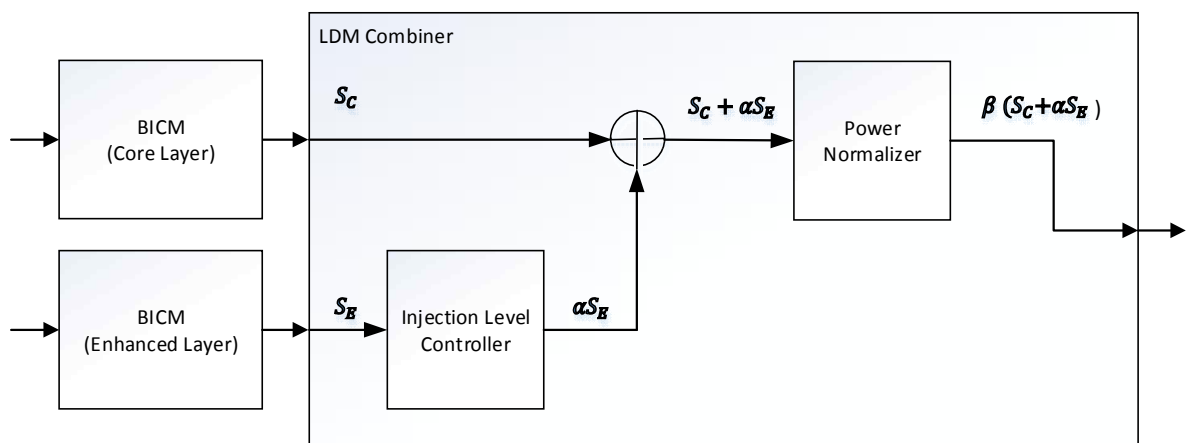 LDM Combiner
BICM
(Core Layer)
S_C
S_C + αS_E
Power
Normalizer
β (S_C+αS_E )
BICM
(Enhanced Layer)
S_E
Injection Level
Controller
αS_E